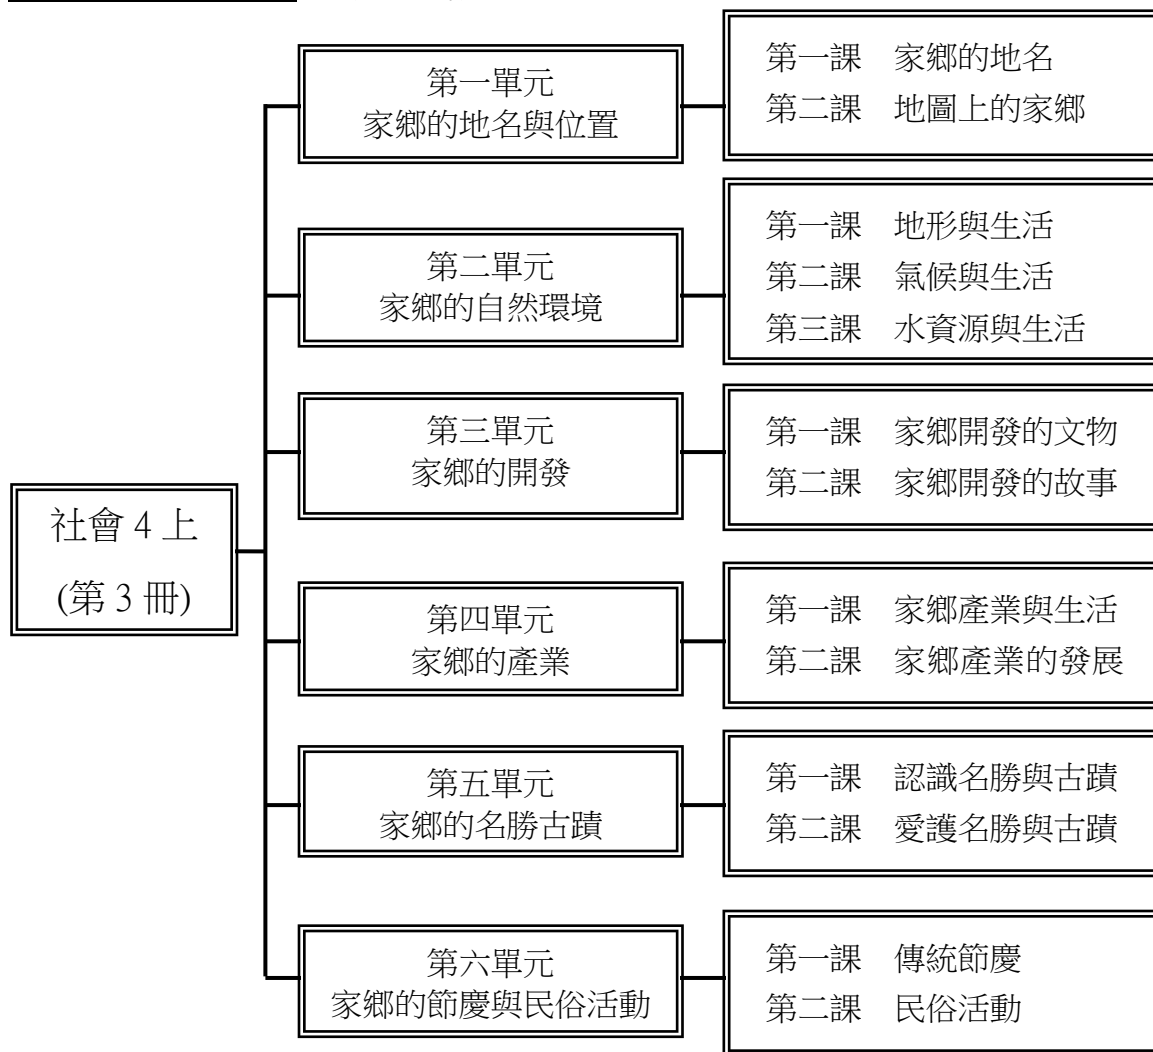 社會 4 上
(第 3 冊)
第一單元
家鄉的地名與位置
第一課 家鄉的地名
第二課 地圖上的家鄉
第二單元
家鄉的自然環境
第一課 地形與生活
第二課 氣候與生活
第三課 水資源與生活
第三單元
家鄉的開發
第一課 家鄉開發的文物
第二課 家鄉開發的故事
第四單元
家鄉的產業
第一課 家鄉產業與生活
第二課 家鄉產業的發展
第五單元
家鄉的名勝古蹟
第一課 認識名勝與古蹟
第二課 愛護名勝與古蹟
第六單元
家鄉的節慶與民俗活動
第一課 傳統節慶
第二課 民俗活動